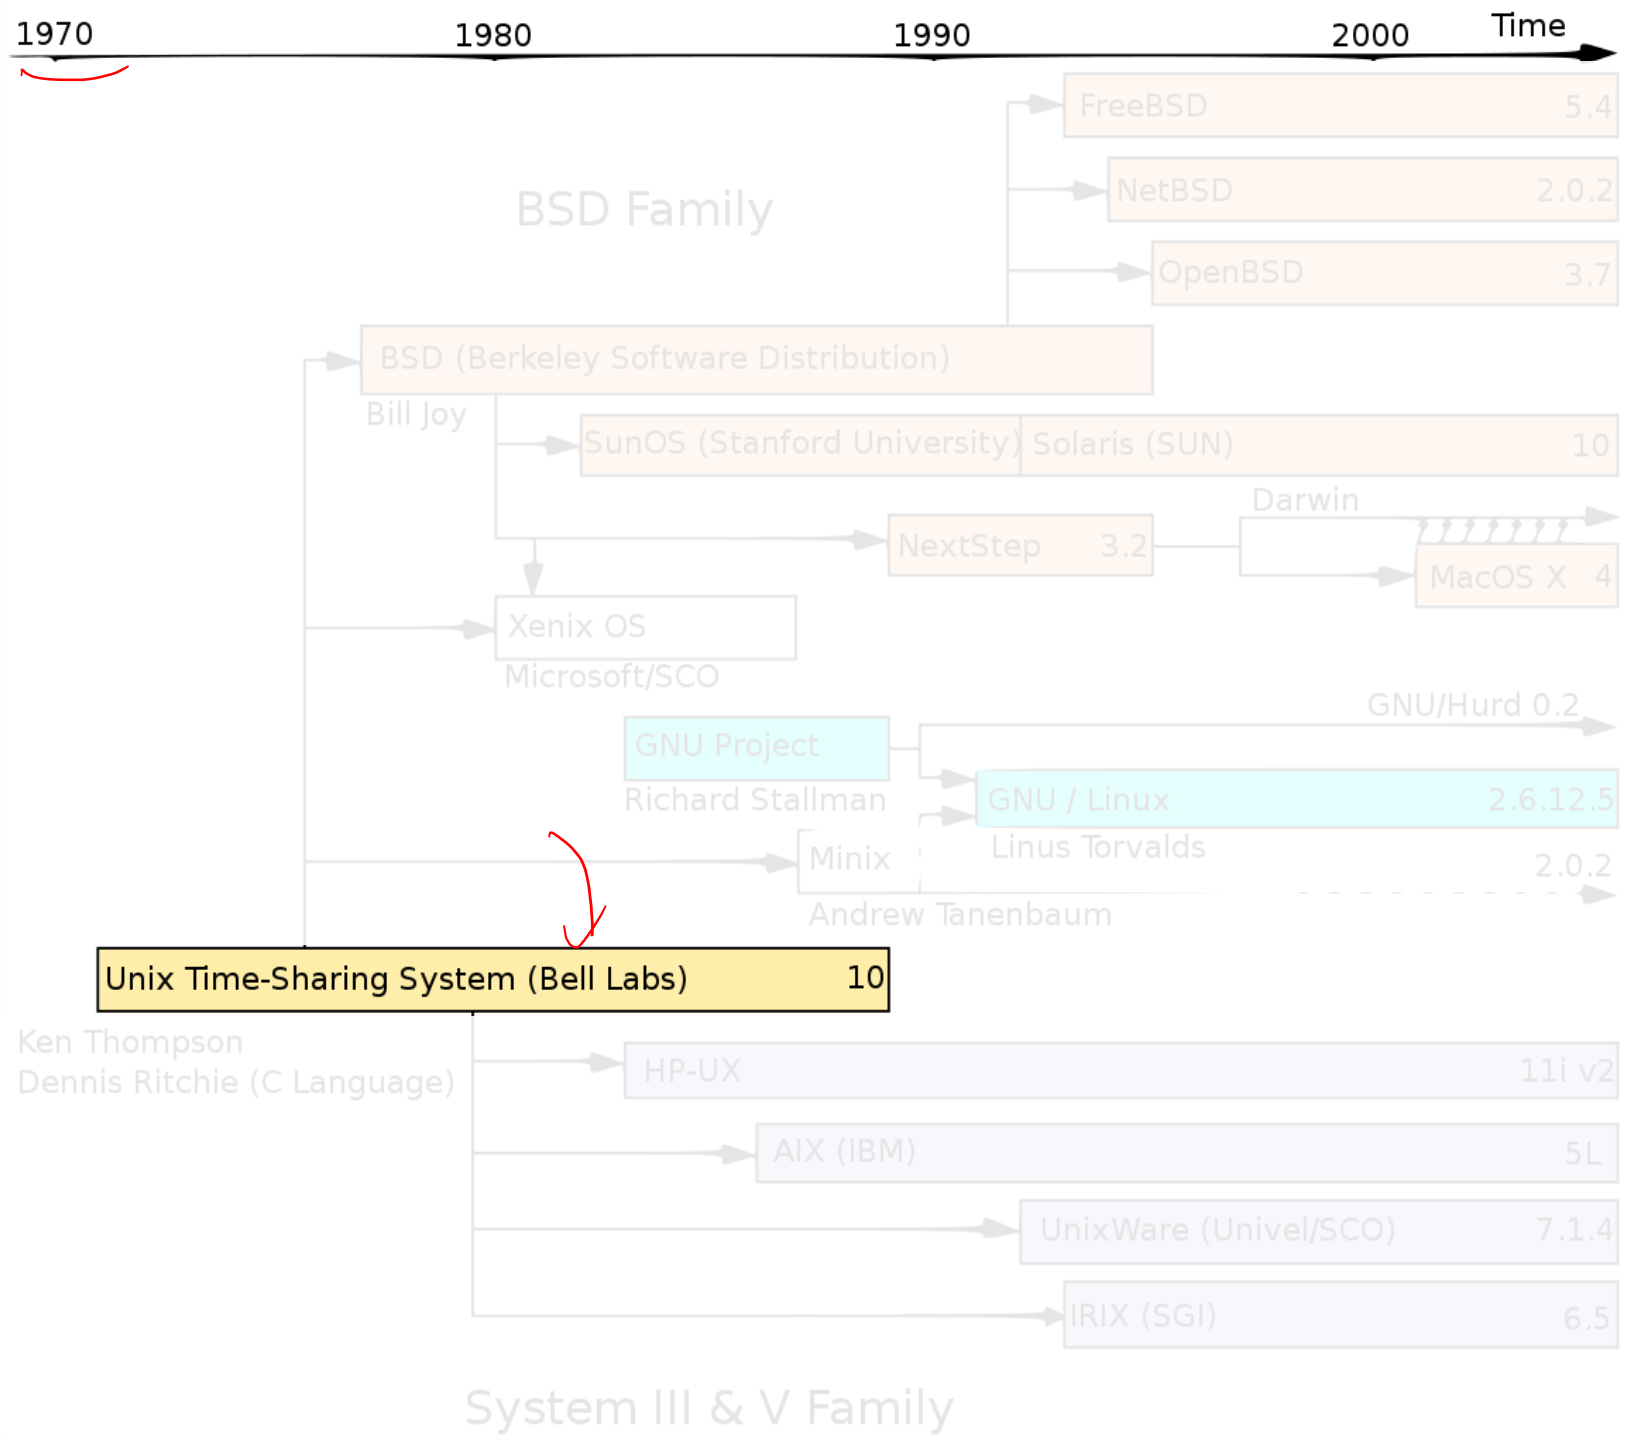 1970 1980 1990 2000 Time
FreeBSD 5.4
NetBSD 2.0.2
BSD Family
OpenBSD 3.7
BSD (Berkeley Software Distribution)
Bill Joy
SunOS (Stanford University) Solaris (SUN) 10
Darwin
NextStep 3.2
MacOS X 4
Xenix OS
Microsoft/SCO
GNU/Hurd 0.2
GNU Project
Richard Stallman
GNU / Linux 2.6.12.5
Linus Torvalds
Minix 2.0.2
Andrew Tanenbaum
Unix Time-Sharing System (Bell Labs) 10
Ken Thompson
Dennis Ritchie (C Language)
HP-UX 11i v2
AIX (IBM) 5L
UnixWare (Univel/SCO) 7.1.4
IRIX (SGI) 6.5
System III & V Family